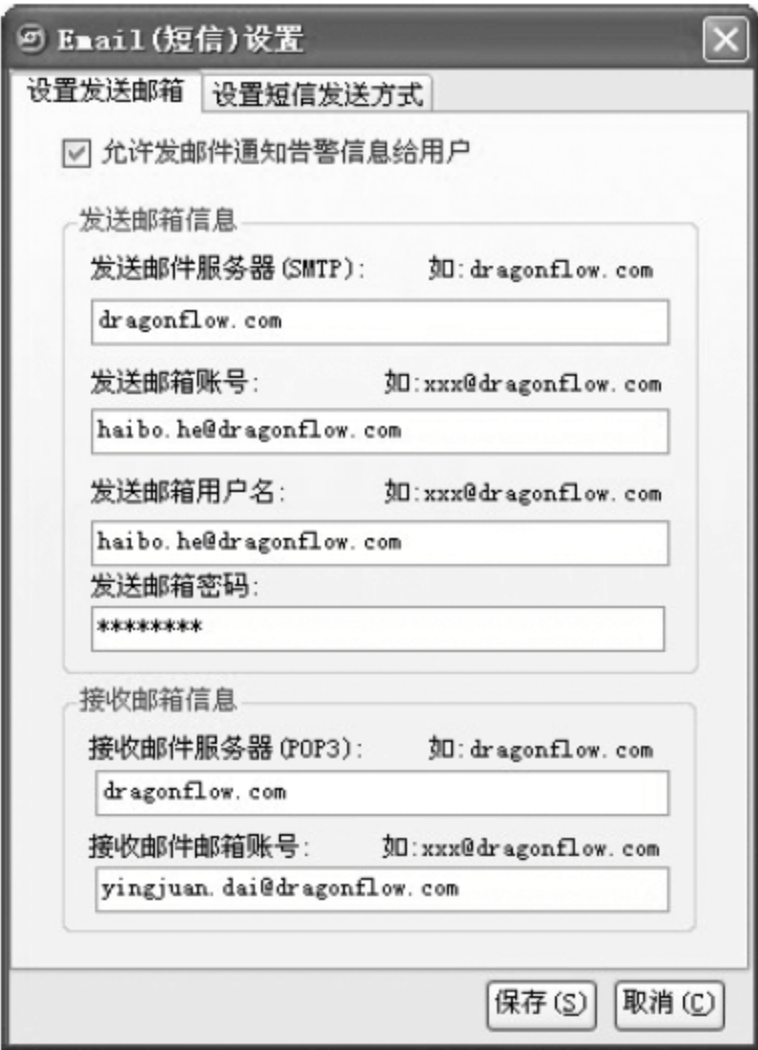 Email(短信)设置
设置发送邮箱 设置短信发送方式
允许发邮件通知告警信息给用户
发送邮箱信息
发送邮件服务器(SMTP): 如:dragonflow.com
dragonflow.com
发送邮箱账号: 如:xxx@dragonflow.com
haibo.he@dragonflow.com
发送邮箱用户名: 如:xxx@dragonflow.com
haibo.he@dragonflow.com
发送邮箱密码:
********
接收邮箱信息
接收邮件服务器(POP3): 如:dragonflow.com
dragonflow.com
接收邮件邮箱账号: 如:xxx@dragonflow.com
yingjuan.dai@dragonflow.com
保存(S) 取消(C)